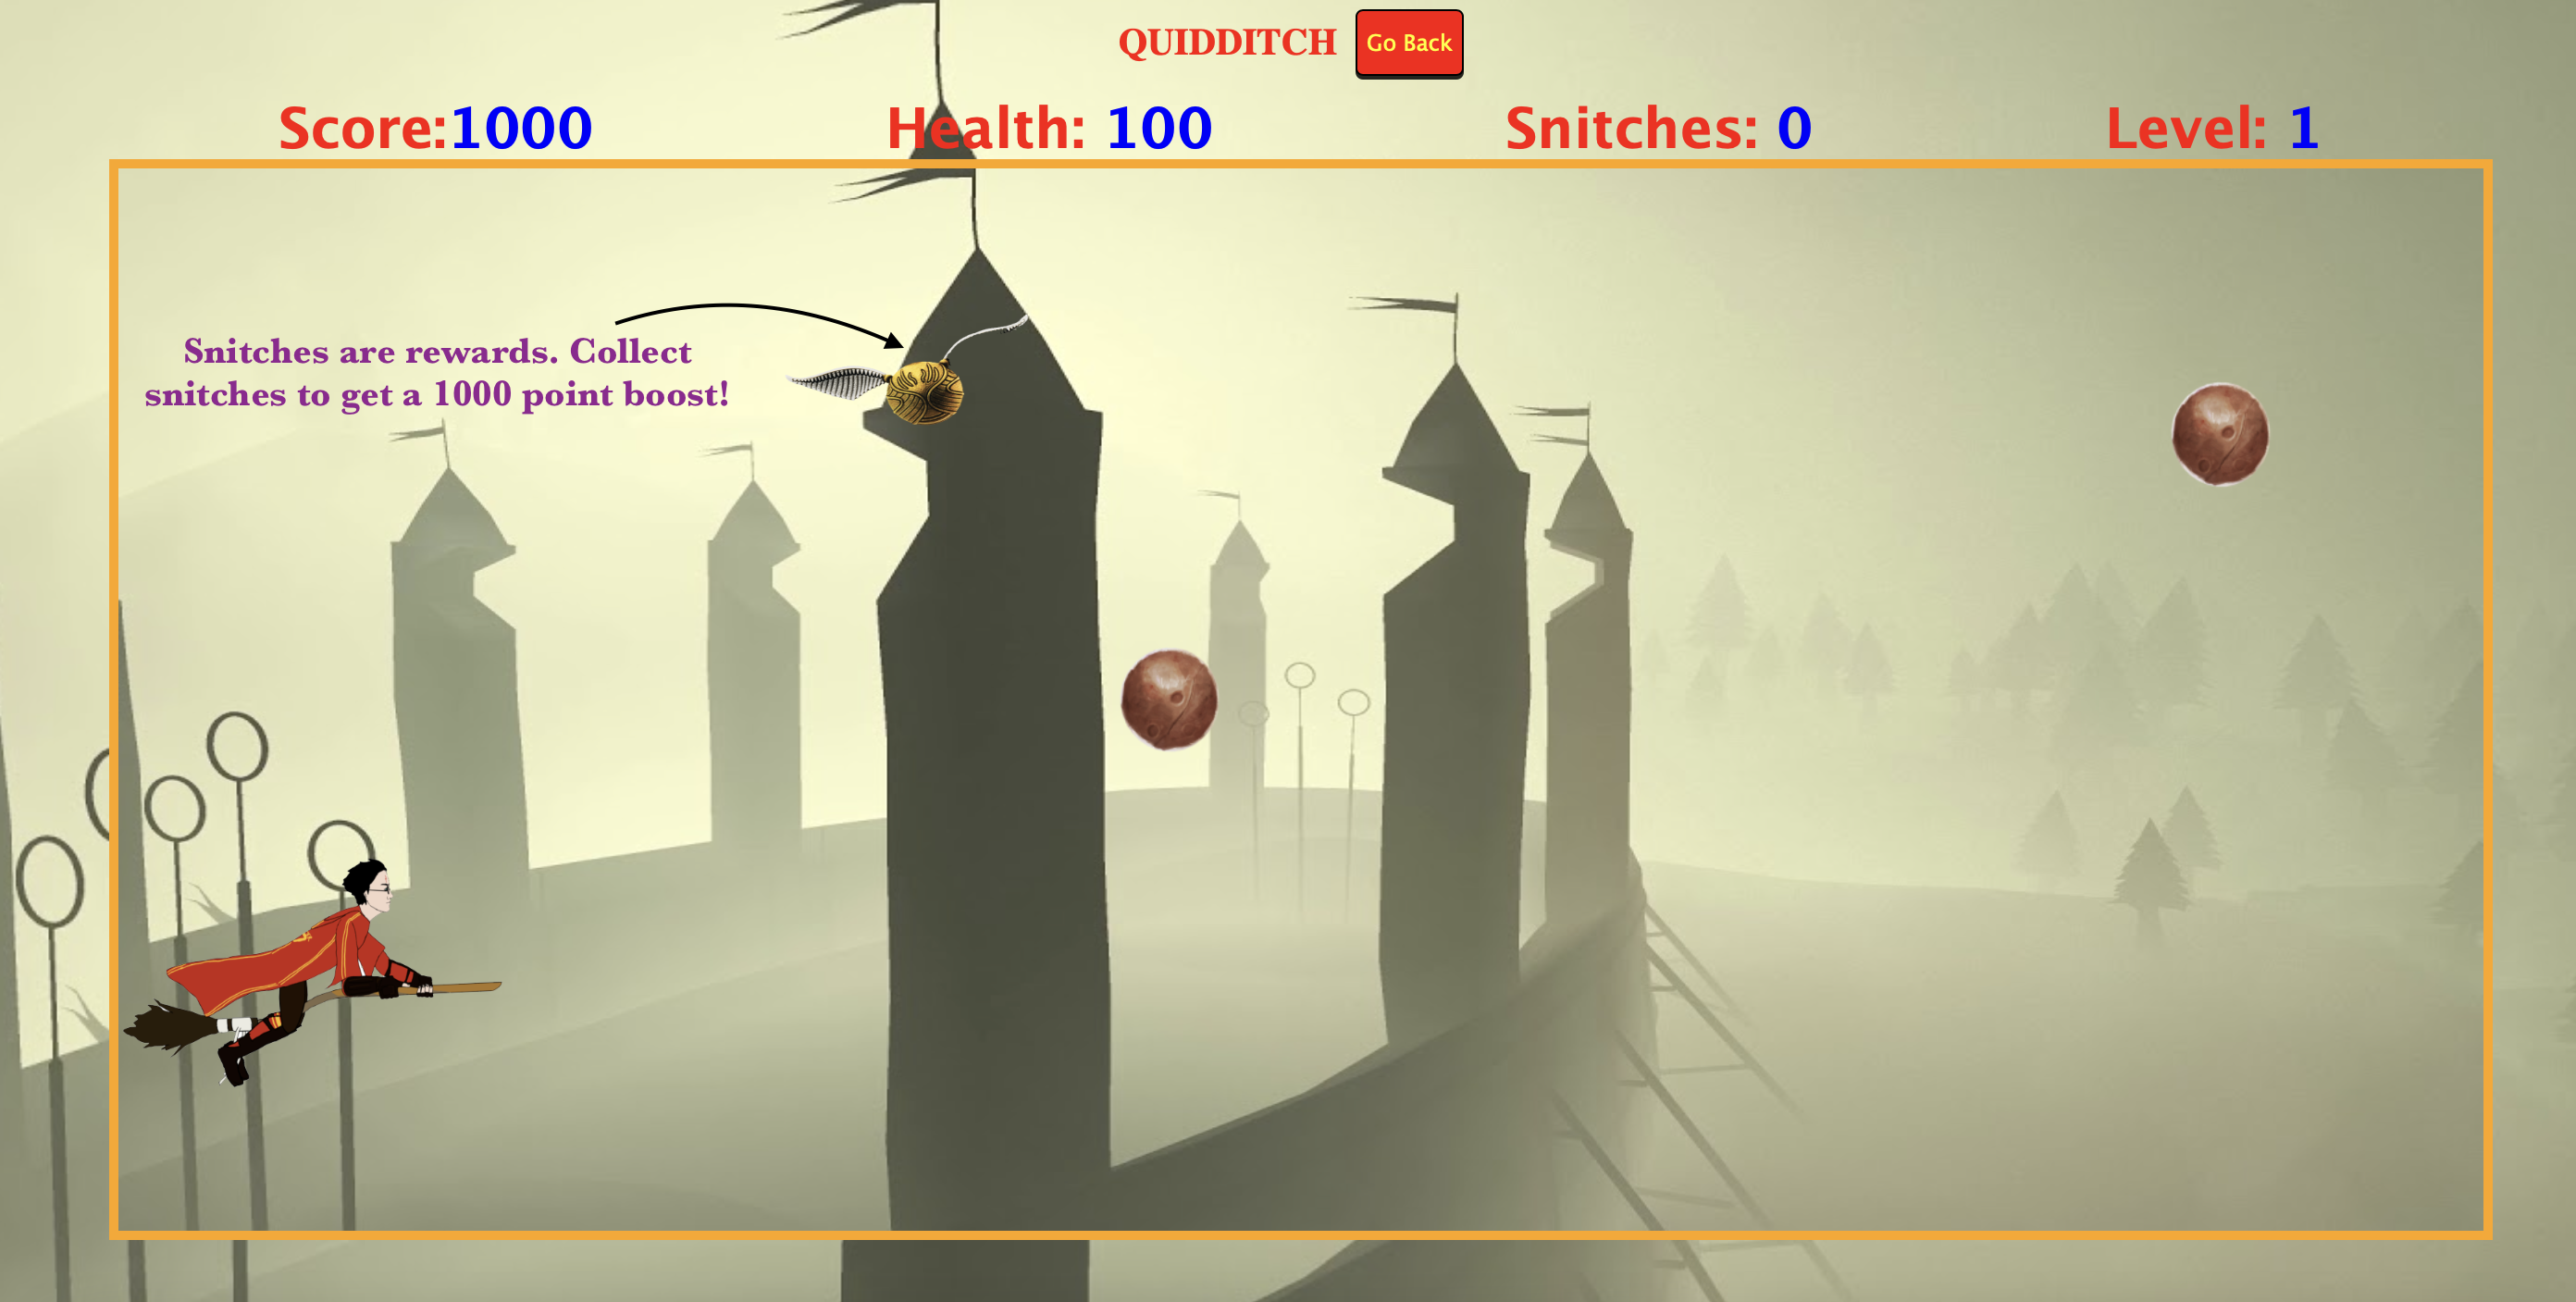 QUIDDITCH Go Back
Score:1000 Health: 100 Snitches: 0 Level: 1
Snitches are rewards. Collect
snitches to get a 1000 point boost!